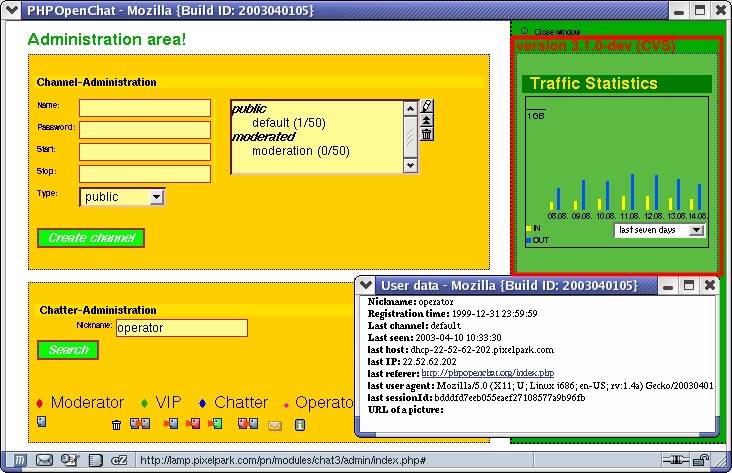 PHPOpenChat - Mozilla {Build ID: 2003040105}
Administration area!
Channel-Administration
Name:
Password:
Start:
Stop:
Type:
public
public
default (1/50)
moderated
moderation (0/50)
Create channel
Close window
version 3.1.0-dev (CVS)
Traffic Statistics
1 GB
08.08. 09.08. 10.08. 11.08. 12.08. 13.08. 14.08.
IN
OUT
last seven days
Chatter-Administration
Nickname: operator
Search
Moderator VIP Chatter Operato
User data - Mozilla {Build ID: 2003040105}
Nickname: operator
Registration time: 1999-12-31 23:59:59
Last channel: default
Last seen: 2003-04-10 10:33:30
last host: dhcp-22-52-62-202.pixelpark.com
last IP: 22.52.62.202
last referer: http://phpopenchat.org/index.php
last user agent: Mozilla/5.0 (X11; U; Linux i686; en-US; rv:1.4a) Gecko/20030401
last sessionId: bdddfd7eeb055eaef27108577a9b96fb
URL of a picture:
http://lamp.pixelpark.com/pn/modules/chat3/admin/index.php#